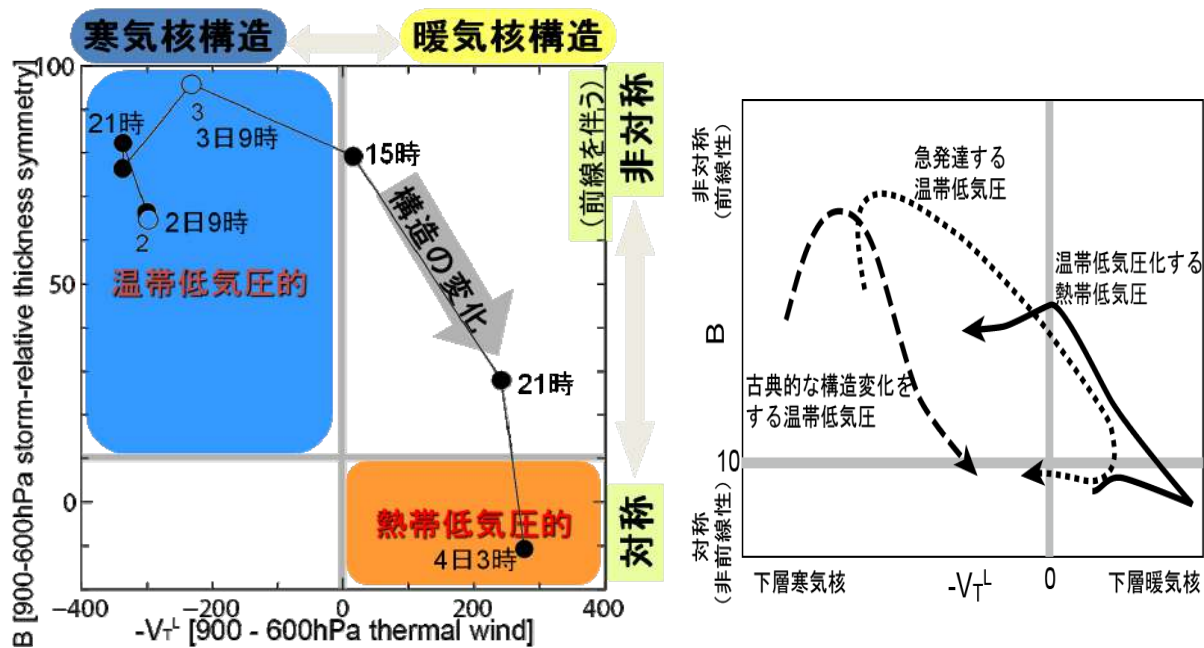 寒気核構造
暖気核構造
B [900-600hPa storm-relative thickness symmetry]
100
50
0
21時
3
3日9時
2日9時
2
温帯低気圧的
15時
構造の変化
21時
熱帯低気圧的
4日3時
(前線を伴う)
非対称
対称
−400
−200
0
200
400
-VTL [900 - 600hPa thermal wind]
非対称
(前線性)
急発達する
温帯低気圧
温帯低気圧化する
熱帯低気圧
B
古典的な構造変化を
する温帯低気圧
10
対称
(非前線性)
下層寒気核
-VTL
0
下層暖気核